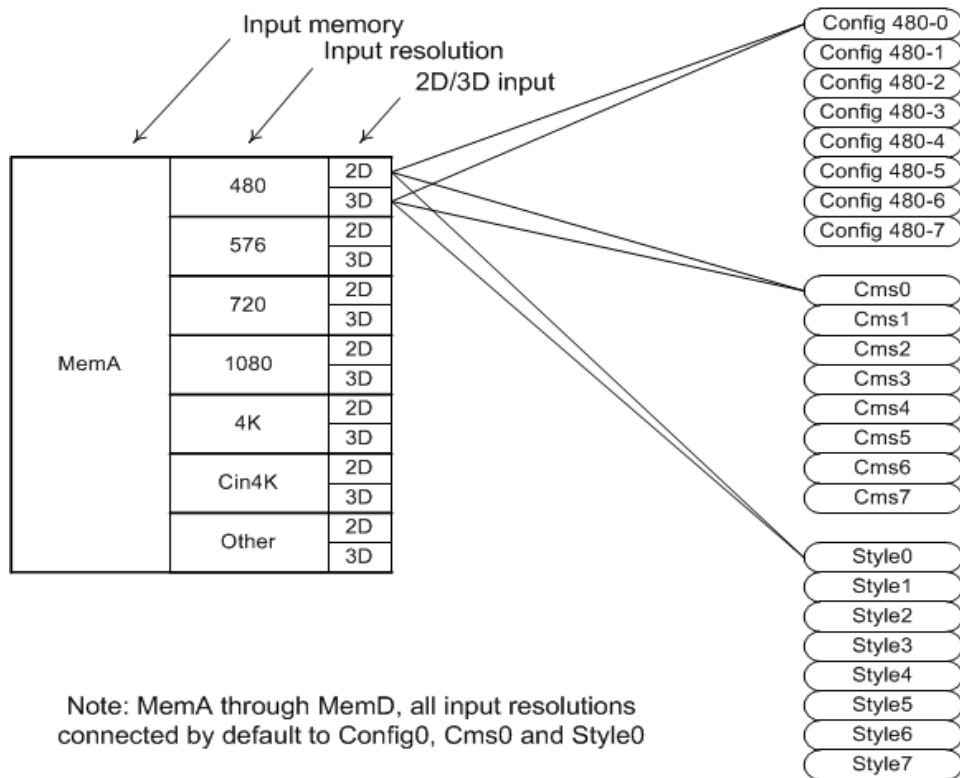 Input memory
Input resolution
2D/3D input
MemA
480
2D
3D
576
2D
3D
720
2D
3D
1080
2D
3D
4K
2D
3D
Cin4K
2D
3D
Other
2D
3D
Config 480-0
Config 480-1
Config 480-2
Config 480-3
Config 480-4
Config 480-5
Config 480-6
Config 480-7
Cms0
Cms1
Cms2
Cms3
Cms4
Cms5
Cms6
Cms7
Style0
Style1
Style2
Style3
Style4
Style5
Style6
Style7
Note: MemA through MemD, all input resolutions
connected by default to Config0, Cms0 and Style0